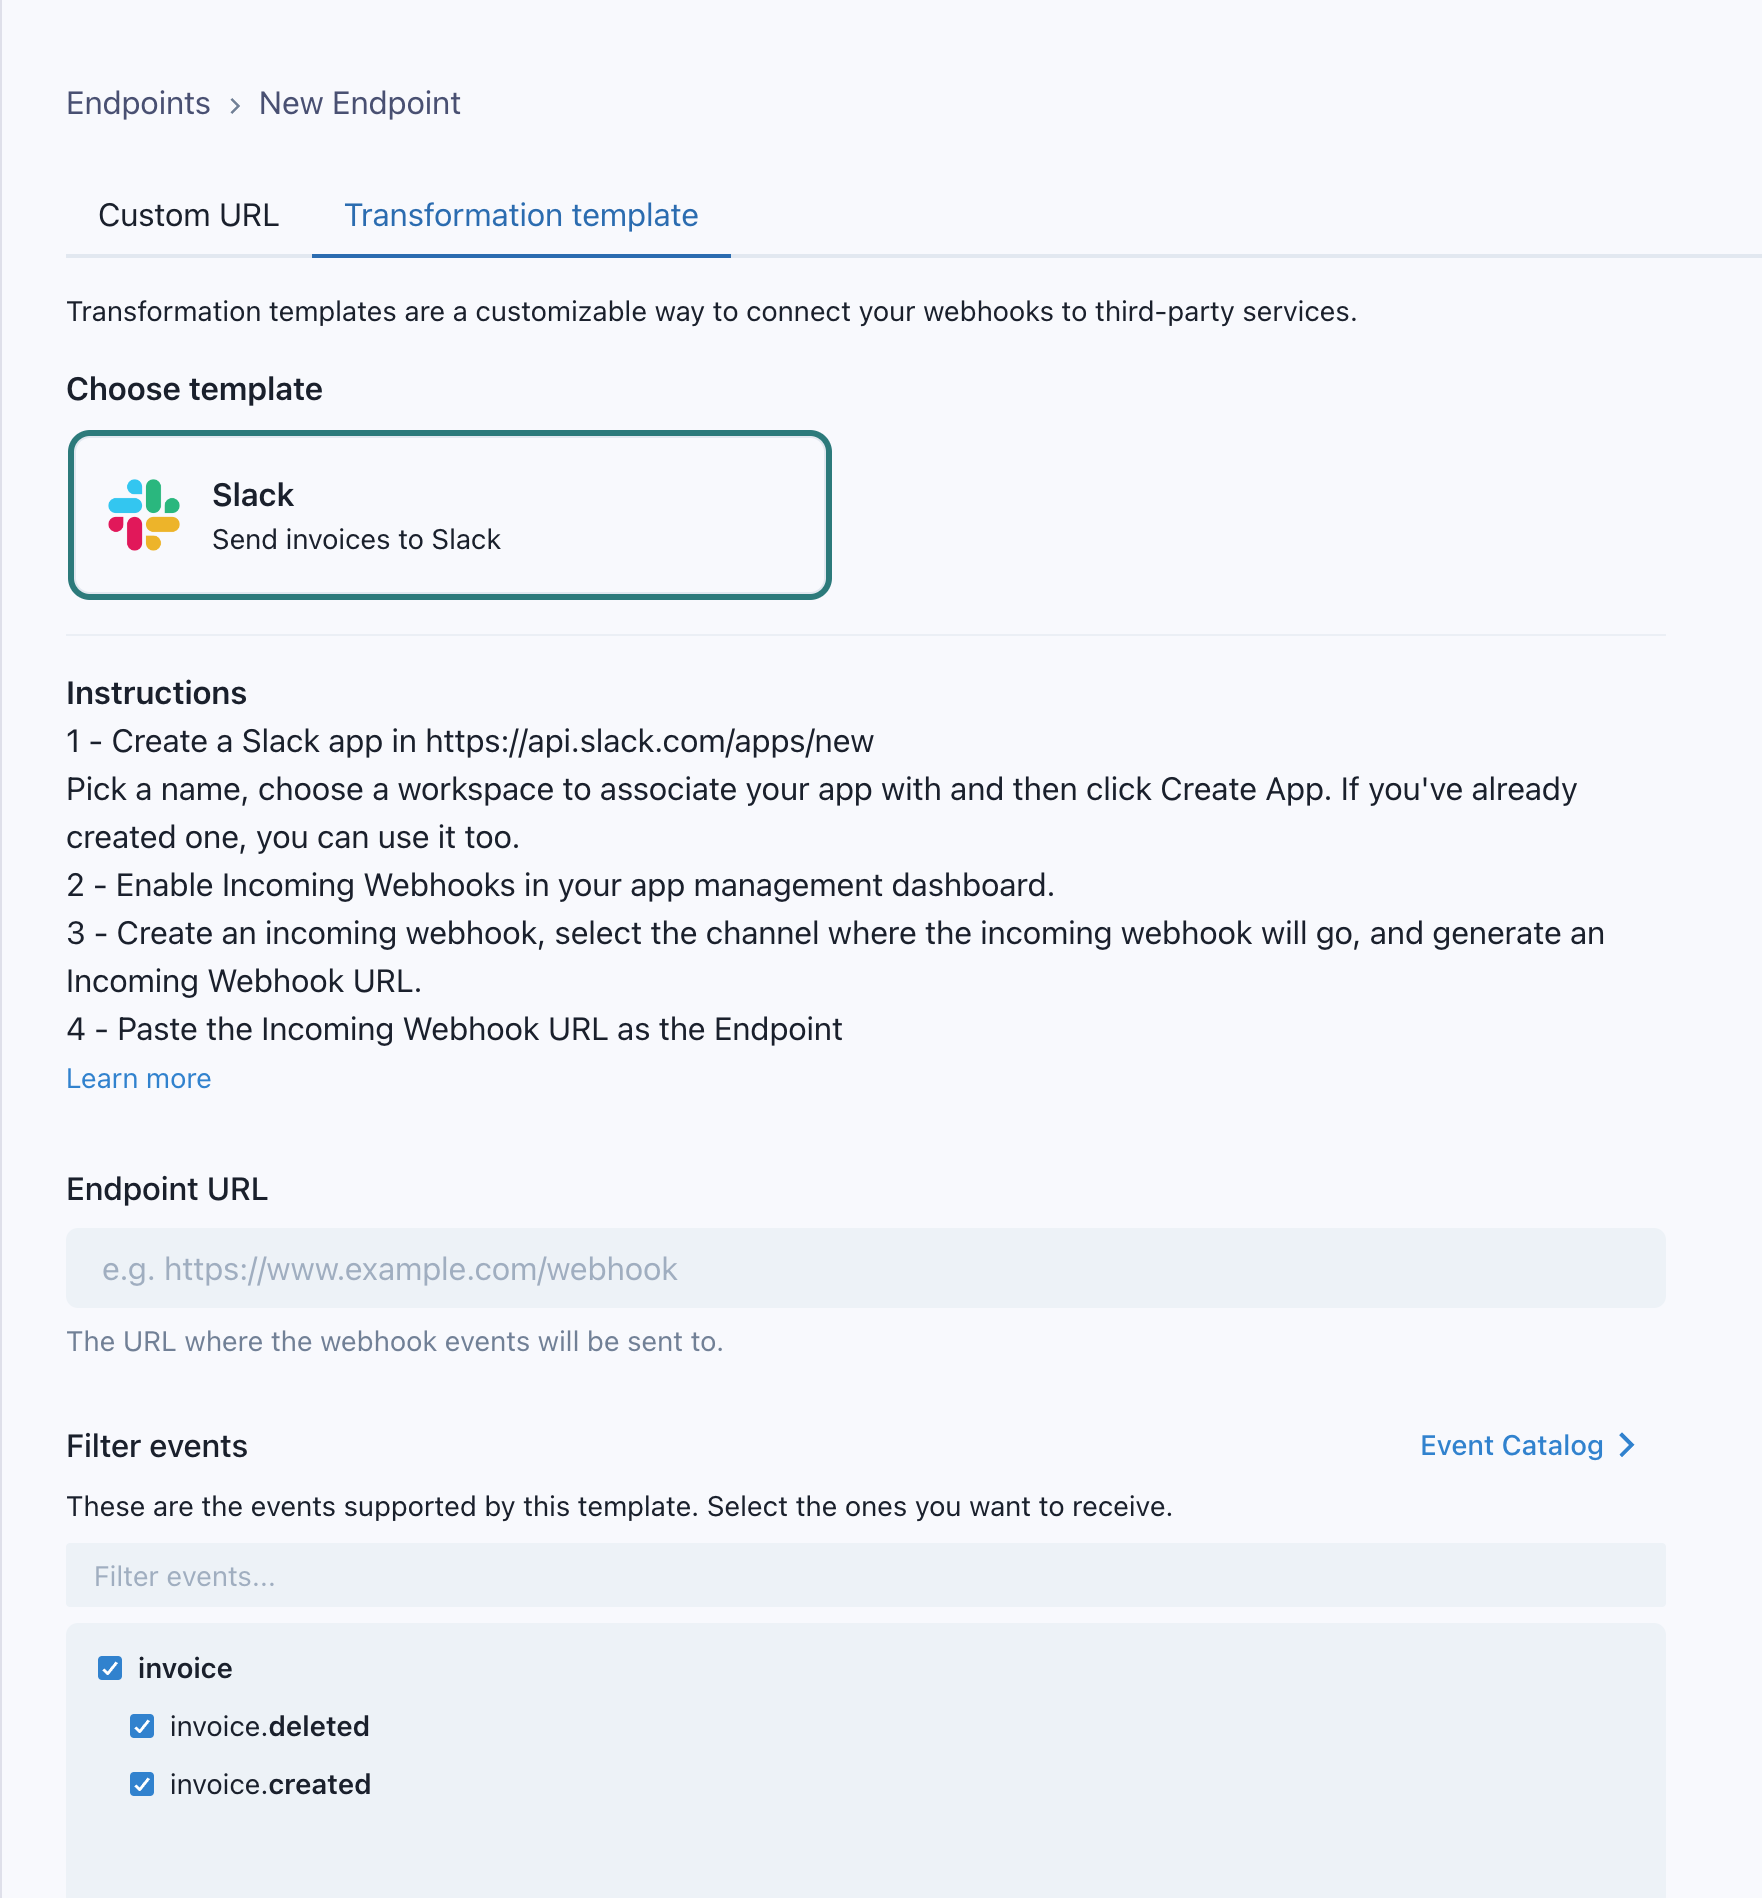 Endpoints › New Endpoint
Custom URL Transformation template
Transformation templates are a customizable way to connect your webhooks to third-party services.
Choose template
Slack
Send invoices to Slack
Instructions
1 - Create a Slack app in https://api.slack.com/apps/new
Pick a name, choose a workspace to associate your app with and then click Create App. If you've already
created one, you can use it too.
2 - Enable Incoming Webhooks in your app management dashboard.
3 - Create an incoming webhook, select the channel where the incoming webhook will go, and generate an
Incoming Webhook URL.
4 - Paste the Incoming Webhook URL as the Endpoint
Learn more
Endpoint URL
e.g. https://www.example.com/webhook
The URL where the webhook events will be sent to.
Filter events Event Catalog
These are the events supported by this template. Select the ones you want to receive.
Filter events...
invoice
invoice.deleted
invoice.created